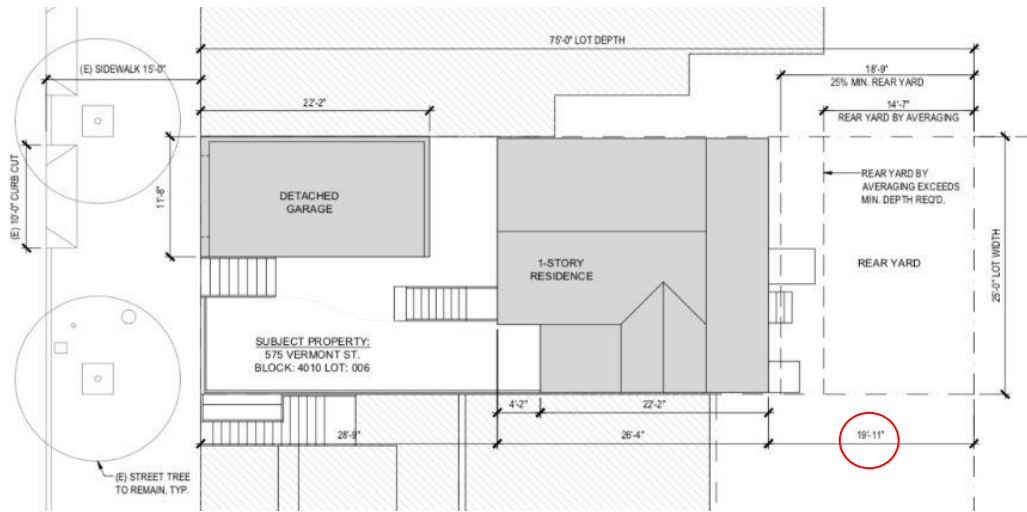 75'-0" LOT DEPTH
(E) SIDEWALK 15'-0"
18'-9"
25% MIN. REAR YARD
22'-2"
14'-7"
REAR YARD BY AVERAGING
(E) 10'-0" CURB CUT
11'-8"
DETACHED
GARAGE
REAR YARD BY
AVERAGING EXCEEDS
MIN. DEPTH REQ'D.
1-STORY
RESIDENCE
REAR YARD
25'-0" LOT WIDTH
SUBJECT PROPERTY:
575 VERMONT ST.
BLOCK: 4010 LOT: 006
4'-2"
22'-2"
28'-9"
26'-4"
19'-11"
(E) STREET TREE
TO REMAIN, TYP.